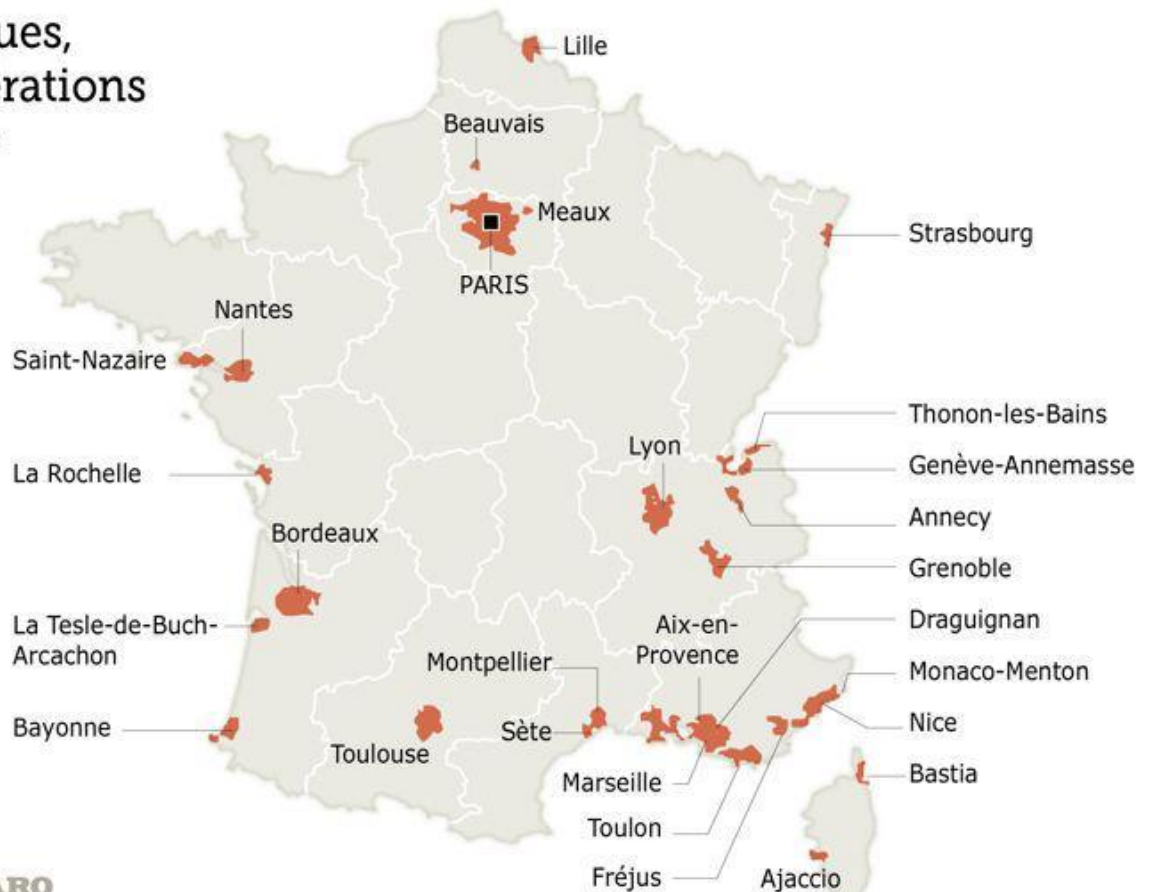 ues,
érations
Lille
Beauvais
Meaux
PARIS
Strasbourg
Nantes
Saint-Nazaire
Thonon-les-Bains
Lyon
Genève-Annemasse
La Rochelle
Annecy
Bordeaux
Grenoble
La Tesle-de-Buch-
Arcachon
Aix-en-
Provence
Draguignan
Montpellier
Monaco-Menton
Bayonne
Toulouse
Sète
Nice
Marseille
Bastia
Toulon
Fréjus
Ajaccio
ARO